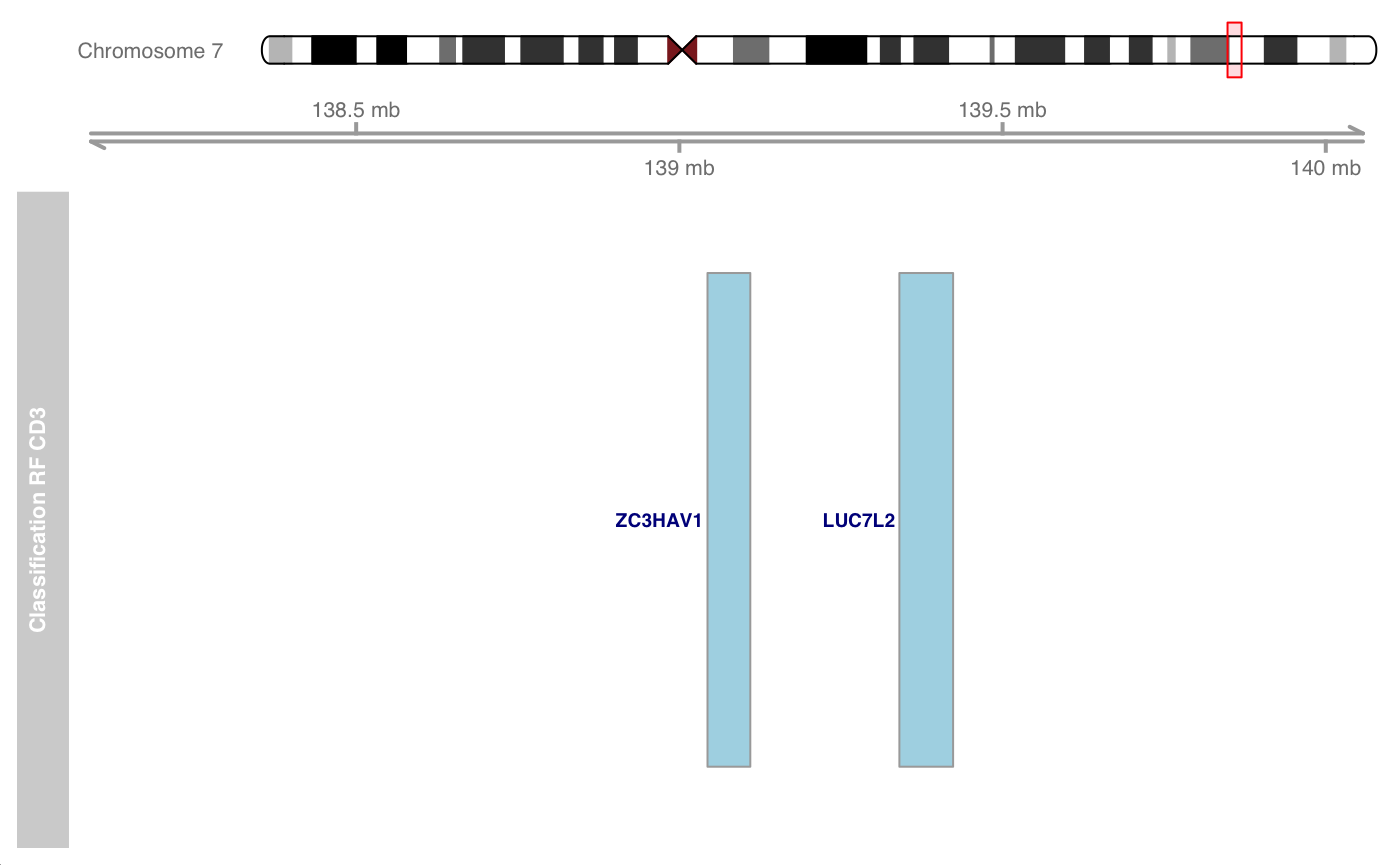 Chromosome 7
138.5 mb
139.5 mb
139 mb
140 mb
Classification RF CD3
ZC3HAV1
LUC7L2